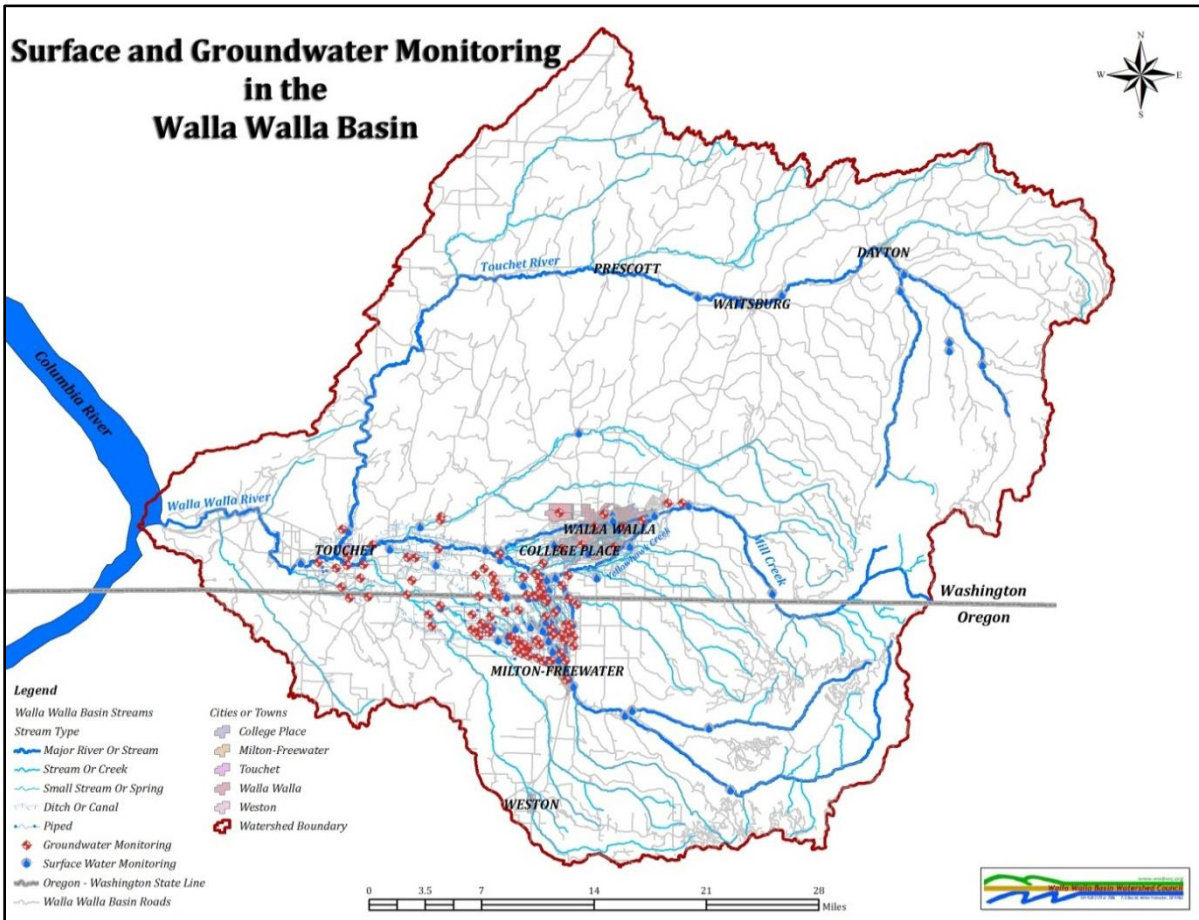 Surface and Groundwater Monitoring
in the
Walla Walla Basin
N
W
E
S
Columbia River
Touchet River
PRESCOTT
DAYTON
WAITSBURG
Walla Walla River
WALLA WALLA
TOUCHET
COLLEGE PLACE
Yellowhawk Creek
Mill Creek
Washington
Oregon
MILTON-FREEWATER
WESTON
Legend
Walla Walla Basin Streams
Stream Type
Major River Or Stream
Stream Or Creek
Small Stream Or Spring
Ditch Or Canal
Piped
Groundwater Monitoring
Surface Water Monitoring
Oregon - Washington State Line
Walla Walla Basin Roads
Cities or Towns
College Place
Milton-Freewater
Touchet
Walla Walla
Weston
Watershed Boundary
0 3.5 7 14 21 28
Miles
Walla Walla Basin Watershed Council